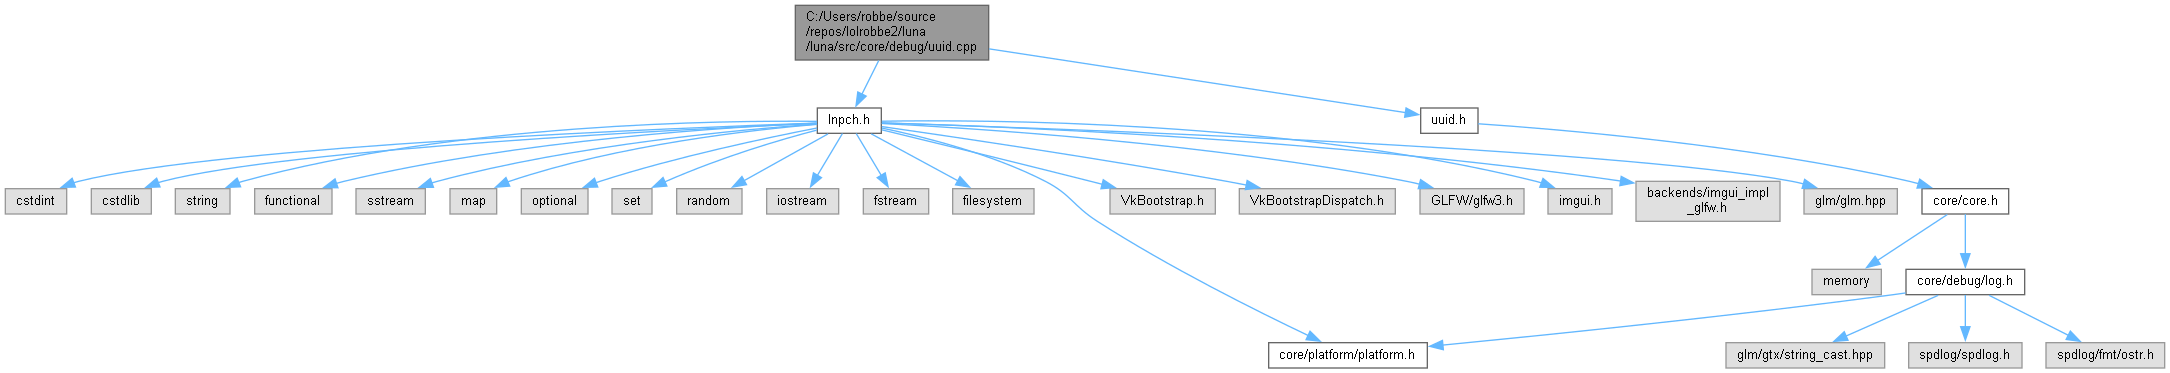 C:/Users/robbe/source
/repos/lolrobbe2/luna
/luna/src/core/debug/uuid.cpp
lnpch.h
uuid.h
cstdint
cstdlib
string
functional
sstream
map
optional
set
random
iostream
fstream
filesystem
VkBootstrap.h
VkBootstrapDispatch.h
GLFW/glfw3.h
imgui.h
backends/imgui_impl
_glfw.h
glm/glm.hpp
core/core.h
memory
core/debug/log.h
core/platform/platform.h
glm/gtx/string_cast.hpp
spdlog/spdlog.h
spdlog/fmt/ostr.h